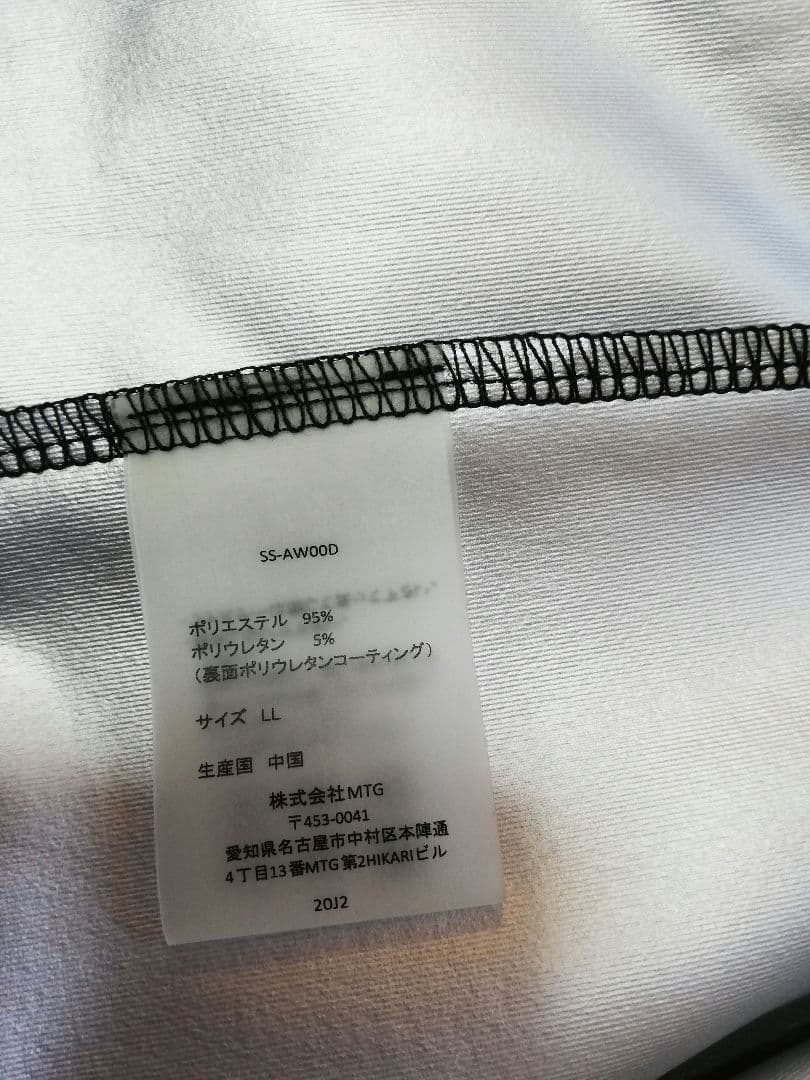 SS-AW00D
ポリエステル 95%
ポリウレタン 5%
（裏面ポリウレタンコーティング）
サイズ LL
生産国 中国
株式会社MTG
〒453-0041
愛知県名古屋市中村区本陣通
4丁目13番MTG第2HIKARIビル
20J2